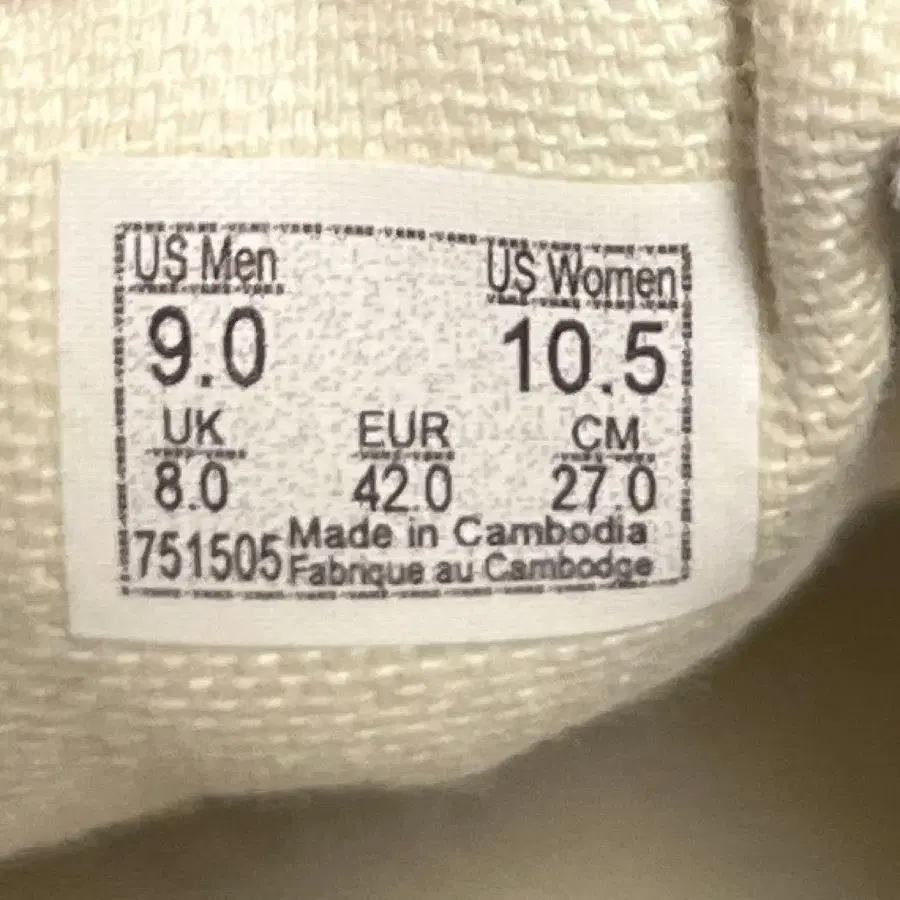 US Men US Women
9.0 10.5
UK EUR CM
8.0 42.0 27.0
751505 Made in Cambodia
Fabrique au Cambodge